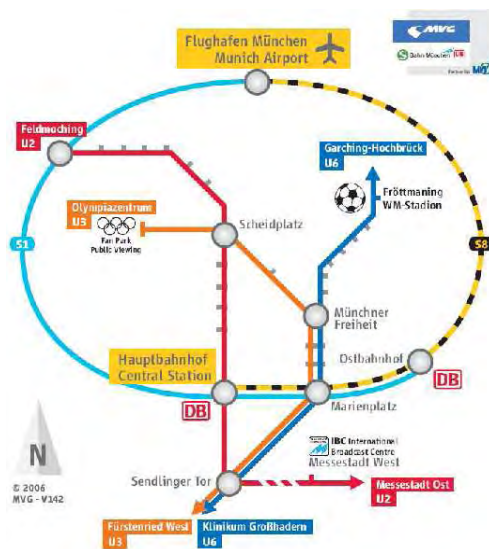 MVG
S Bahn München DB
Flughafen München
Munich Airport
Feldmoching
U2
Garching-Hochbrück
U6
Olympiazentrum
U3
Fan Park
Public Viewing
Fröttmaning
WM-Stadion
Scheidplatz
S1
S8
Münchner
Freiheit
Ostbahnhof
Hauptbahnhof
Central Station
DB
DB
Marienplatz
N
IBC International
Broadcast Centre
Messestadt West
© 2006
MVG - V142
Sendlinger Tor
Messestadt Ost
U2
Fürstenried West
U3
Klinikum Großhadern
U6